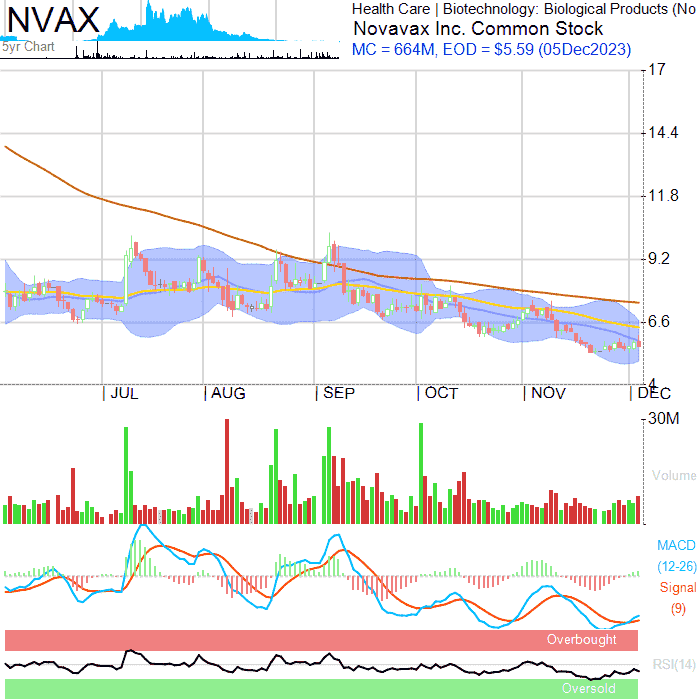 NVAX
5yr Chart
Health Care | Biotechnology: Biological Products (No
Novavax Inc. Common Stock
MC = 664M, EOD = $5.59 (05Dec2023)
17
14.4
11.8
9.2
6.6
4
JUL AUG SEP OCT NOV DEC
30M
Volume
MACD
(12-26)
Signal
(9)
Overbought
RSI(14)
Oversold